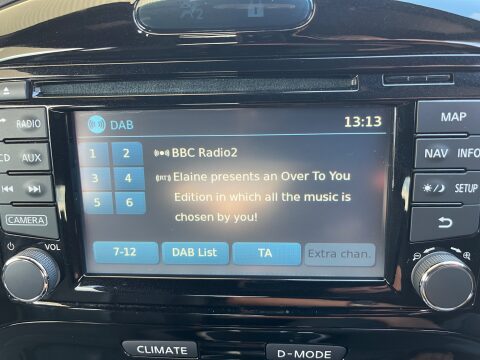 2
DAB
13:13
RADIO
MAP
1 2
BBC Radio2
CD AUX
NAV INFO
3 4
Elaine presents an Over To You
Edition in which all the music is
chosen by you!
SETUP
5 6
CAMERA
VOL
7-12
DAB List
TA
Extra chan.
CLIMATE
D-MODE